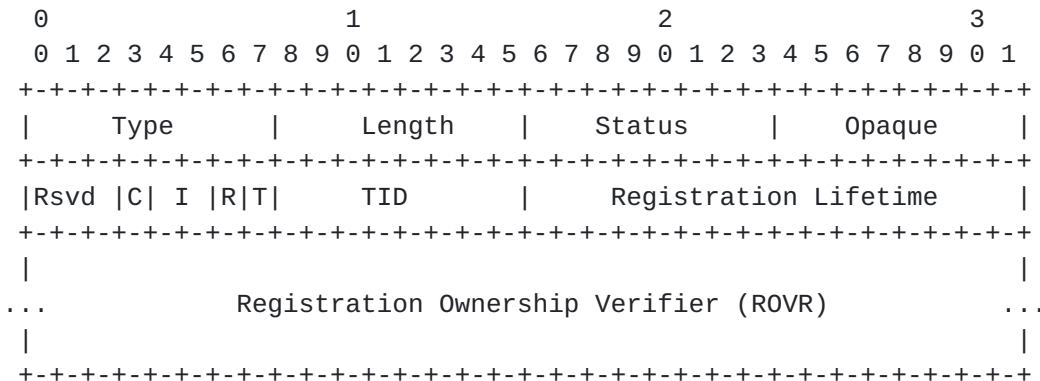 0                   1                   2                   3
 0 1 2 3 4 5 6 7 8 9 0 1 2 3 4 5 6 7 8 9 0 1 2 3 4 5 6 7 8 9 0 1
+-+-+-+-+-+-+-+-+-+-+-+-+-+-+-+-+-+-+-+-+-+-+-+-+-+-+-+-+-+-+-+-+
|      Type     |     Length    |    Status     |    Opaque     |
+-+-+-+-+-+-+-+-+-+-+-+-+-+-+-+-+-+-+-+-+-+-+-+-+-+-+-+-+-+-+-+-+
|Rsvd |C| I |R|T|     TID       |     Registration Lifetime     |
+-+-+-+-+-+-+-+-+-+-+-+-+-+-+-+-+-+-+-+-+-+-+-+-+-+-+-+-+-+-+-+-+
|                                                               |
...            Registration Ownership Verifier (ROVR)           ...
|                                                               |
+-+-+-+-+-+-+-+-+-+-+-+-+-+-+-+-+-+-+-+-+-+-+-+-+-+-+-+-+-+-+-+-+